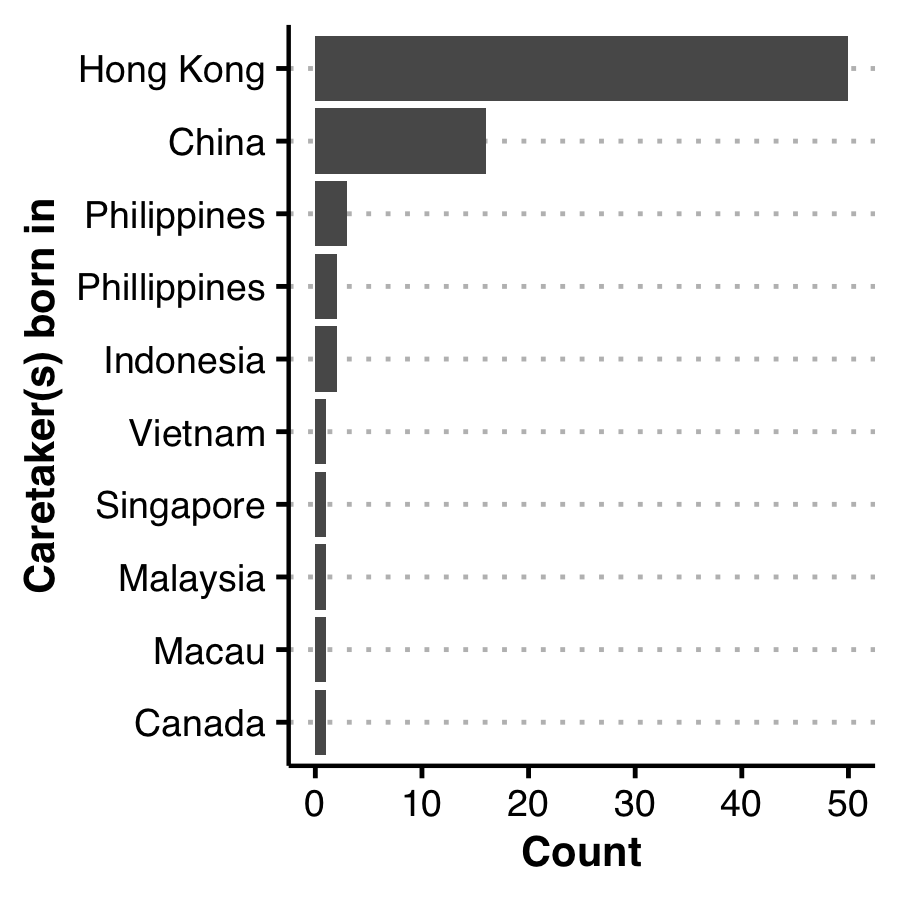 Caretaker(s) born in
Hong Kong
China
Philippines
Phillippines
Indonesia
Vietnam
Singapore
Malaysia
Macau
Canada
0 10 20 30 40 50
Count